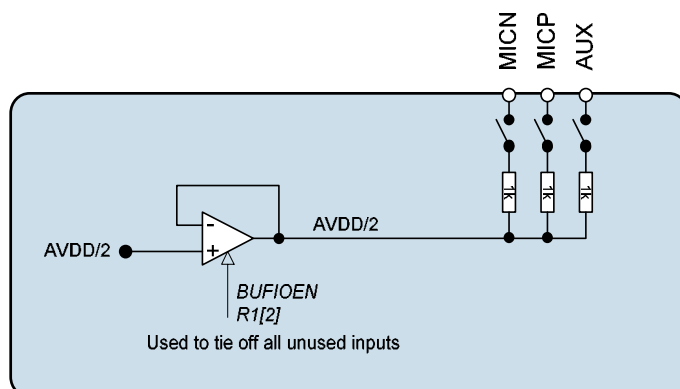 MICN
MICP
AUX
1k
1k
1k
AVDD/2
-
+
AVDD/2
BUFIOEN
R1[2]
Used to tie off all unused inputs